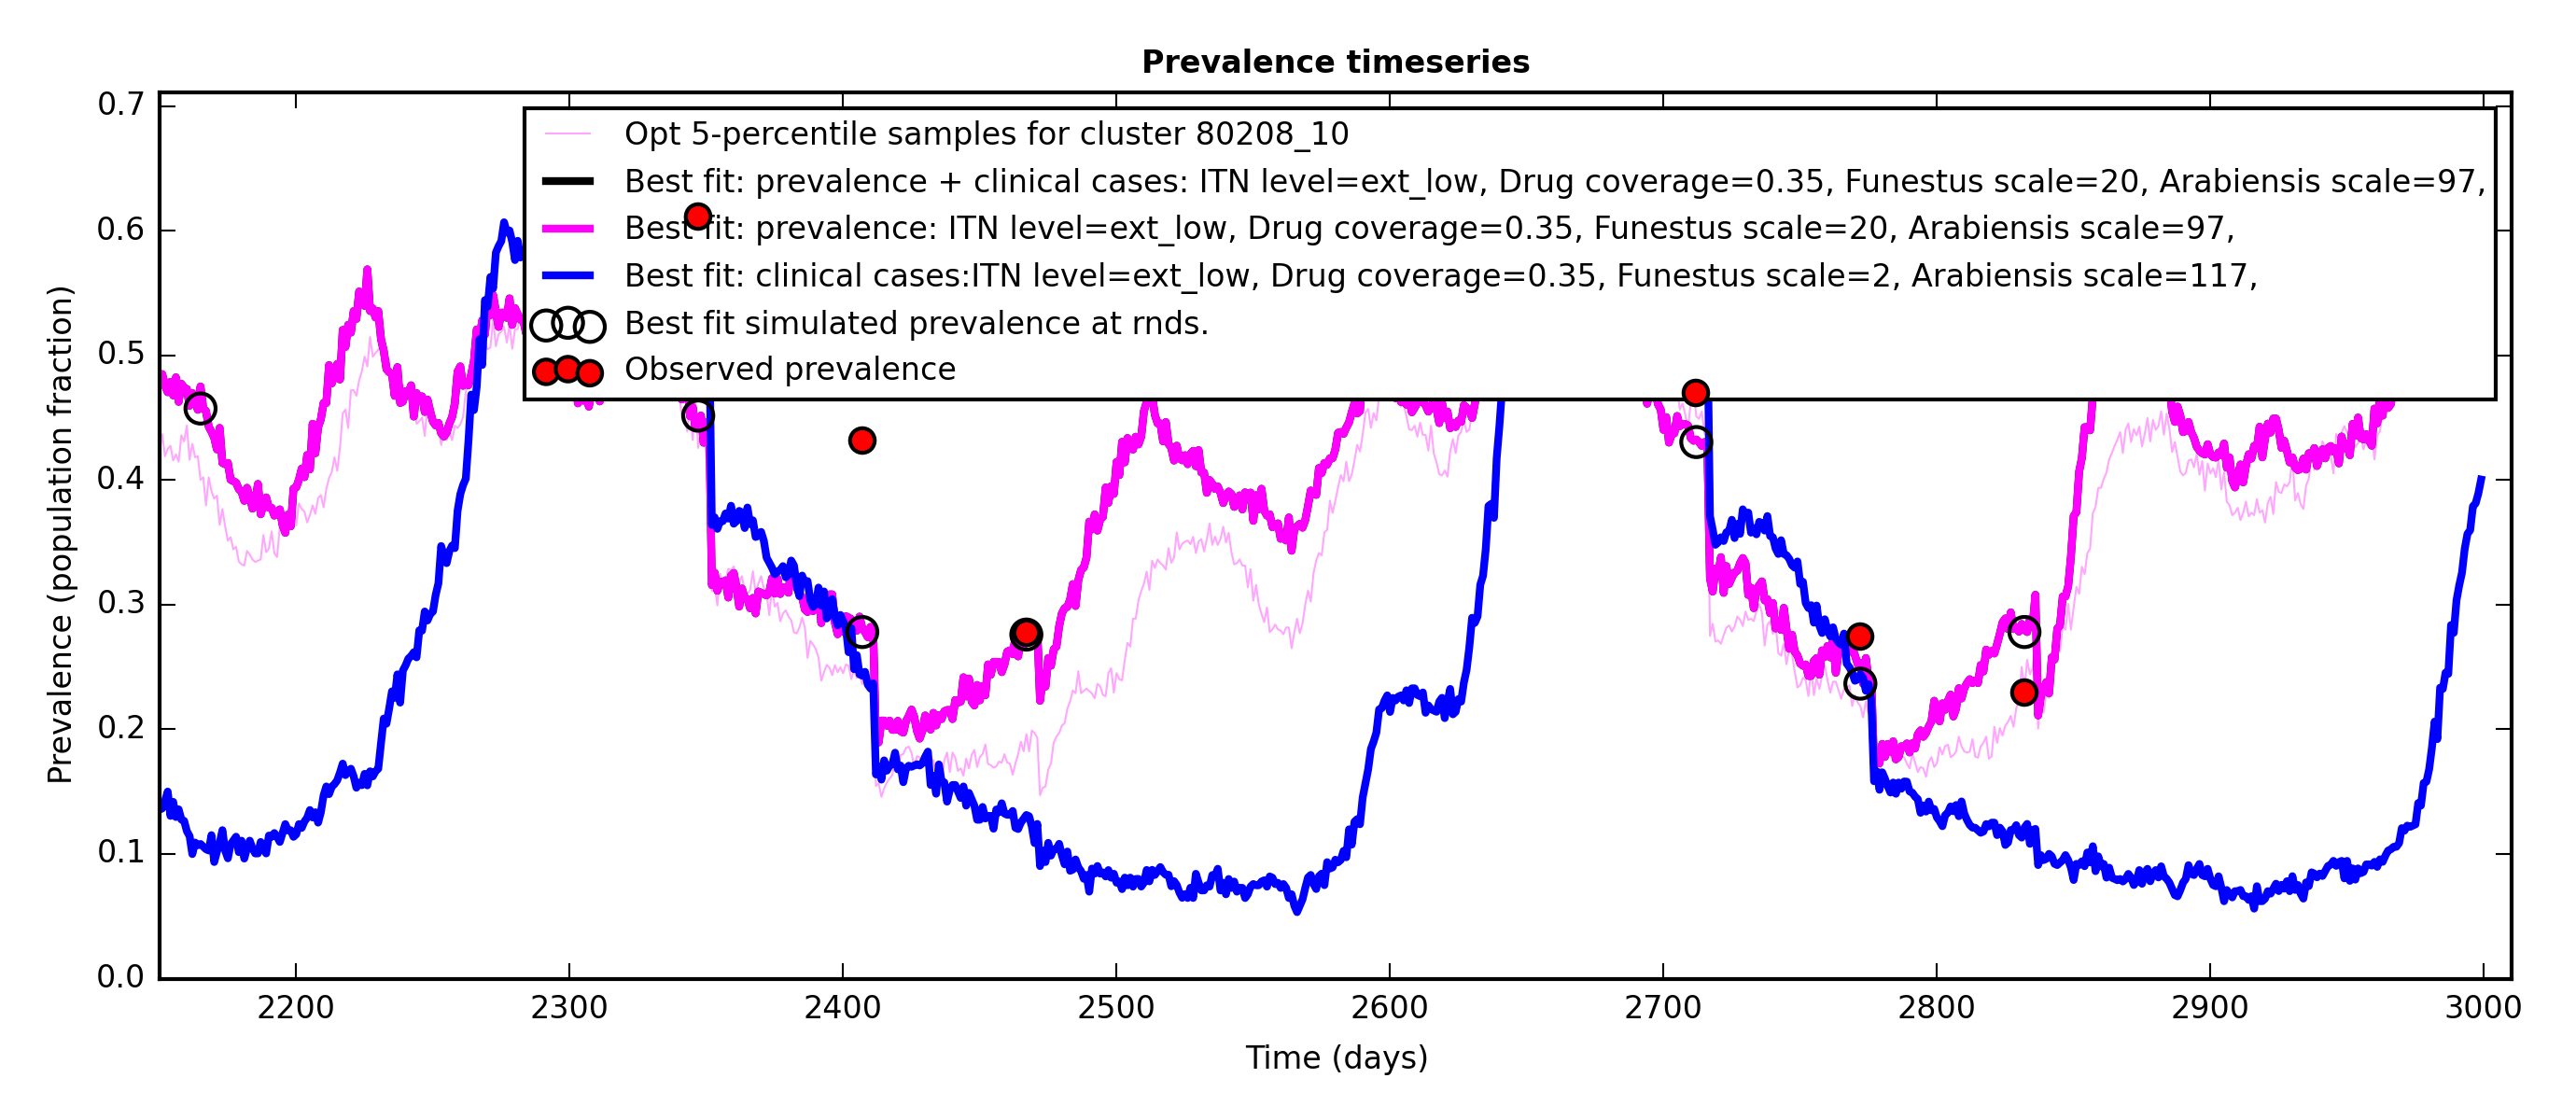 Prevalence timeseries
Opt 5-percentile samples for cluster 80208_10
Best fit: prevalence + clinical cases: ITN level=ext_low, Drug coverage=0.35, Funestus scale=20, Arabiensis scale=97,
Best fit: prevalence: ITN level=ext_low, Drug coverage=0.35, Funestus scale=20, Arabiensis scale=97,
Best fit: clinical cases:ITN level=ext_low, Drug coverage=0.35, Funestus scale=2, Arabiensis scale=117,
Best fit simulated prevalence at rnds.
Observed prevalence
Prevalence (population fraction)
0.7
0.6
0.5
0.4
0.3
0.2
0.1
0.0
2200 2300 2400 2500 2600 2700 2800 2900 3000
Time (days)